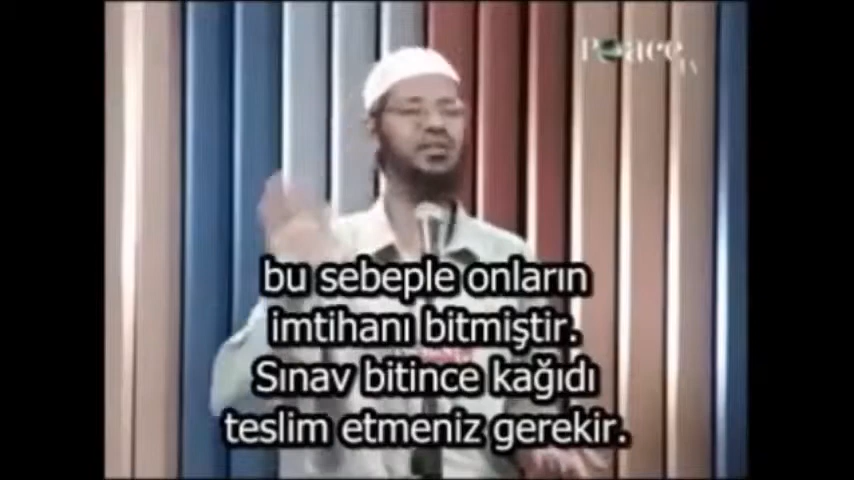 Peace TV
bu sebeple onların
imtihanı bitmiştir.
Sınav bitince kağıdı
teslim etmeniz gerekir.